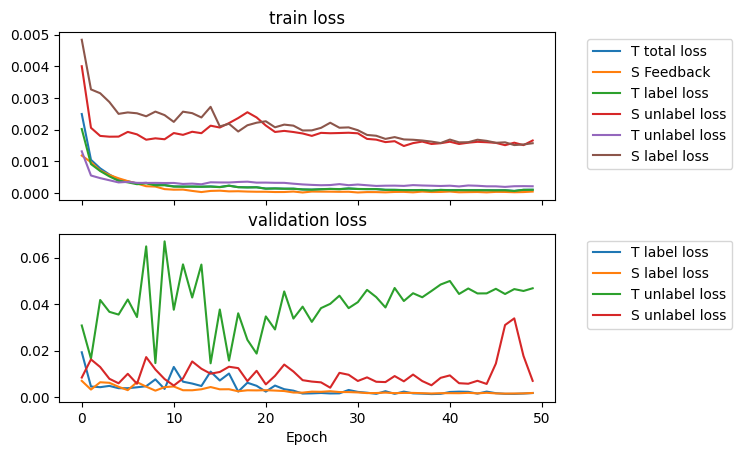 train loss
0.005
0.004
0.003
0.002
0.001
0.000
T total loss
S Feedback
T label loss
S unlabel loss
T unlabel loss
S label loss
validation loss
0.06
0.04
0.02
0.00
0 10 20 30 40 50
Epoch
T label loss
S label loss
T unlabel loss
S unlabel loss